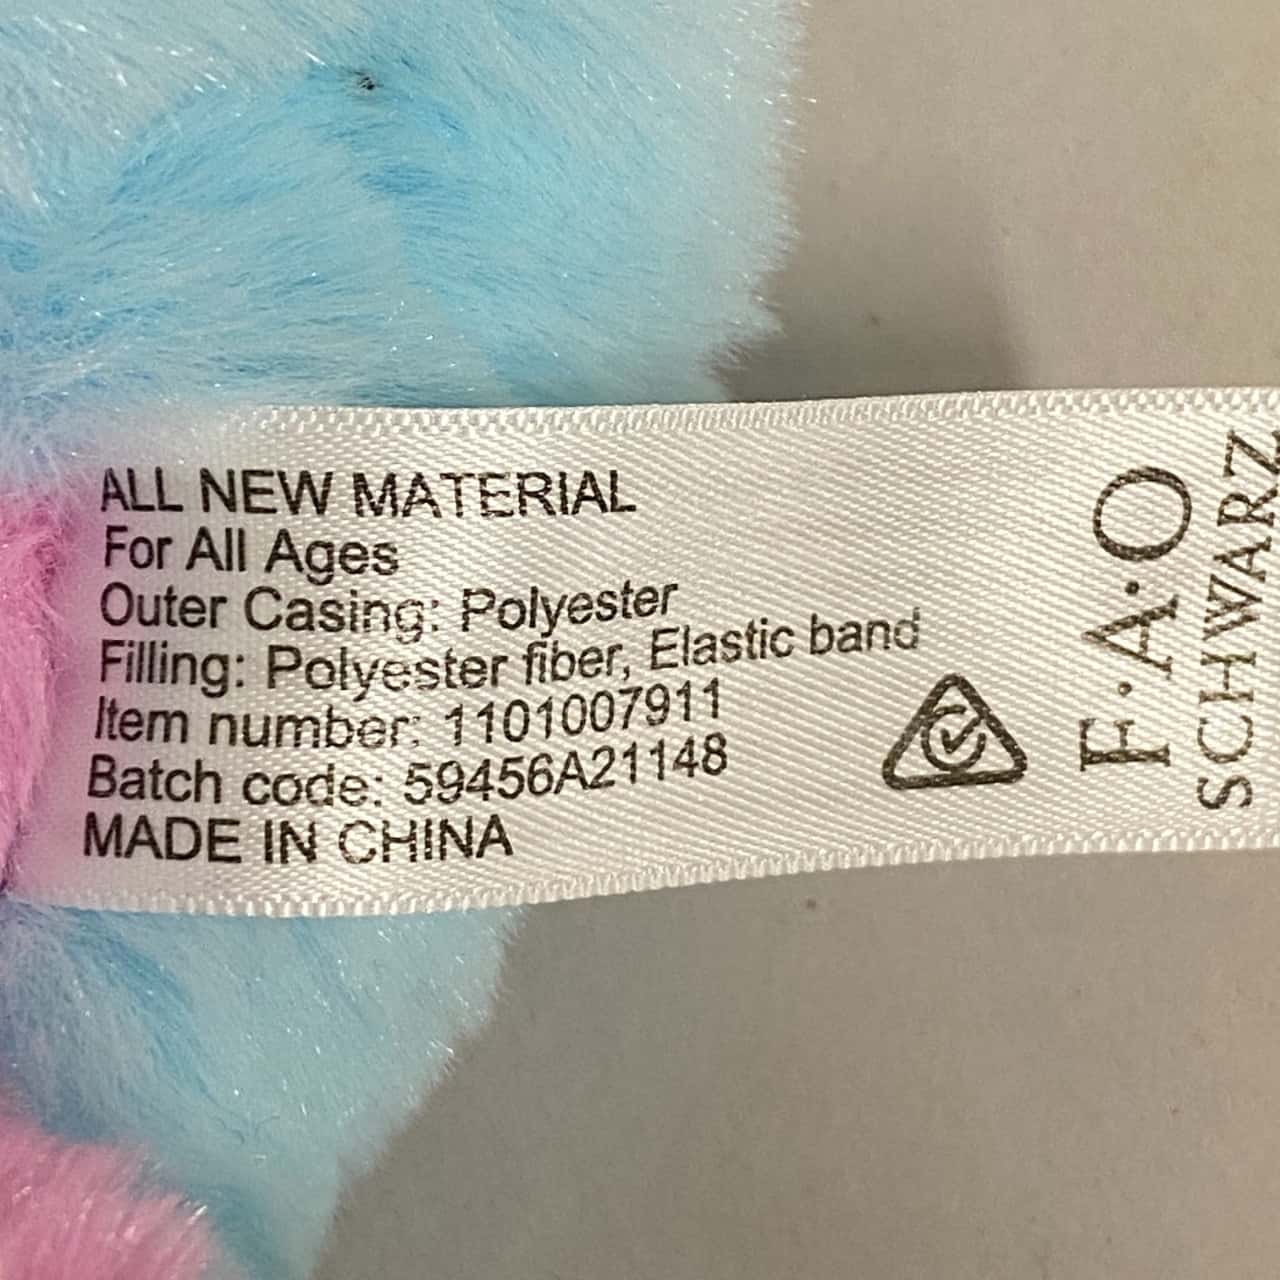 ALL NEW MATERIAL
For All Ages
Outer Casing: Polyester
Filling: Polyester fiber, Elastic band
Item number: 1101007911
Batch code: 59456A21148
MADE IN CHINA
F·A·O
SCHWARZ